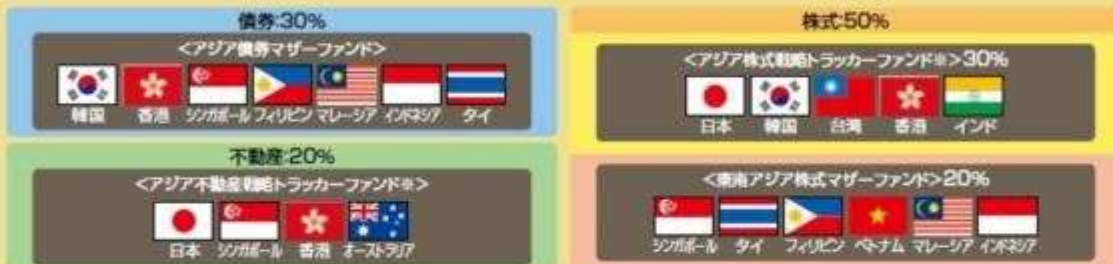 債券:30%
<アジア債券マザーファンド>
韓国 香港 シンガポール フィリピン マレーシア インドネシア タイ
不動産:20%
<アジア不動産戦略トラッカーファンド※>
日本 シンガポール 香港 オーストラリア
株式:50%
<アジア株式戦略トラッカーファンド※>30%
日本 韓国 台湾 香港 インド
<東南アジア株式マザーファンド>20%
シンガポール タイ フィリピン ベトナム マレーシア インドネシア